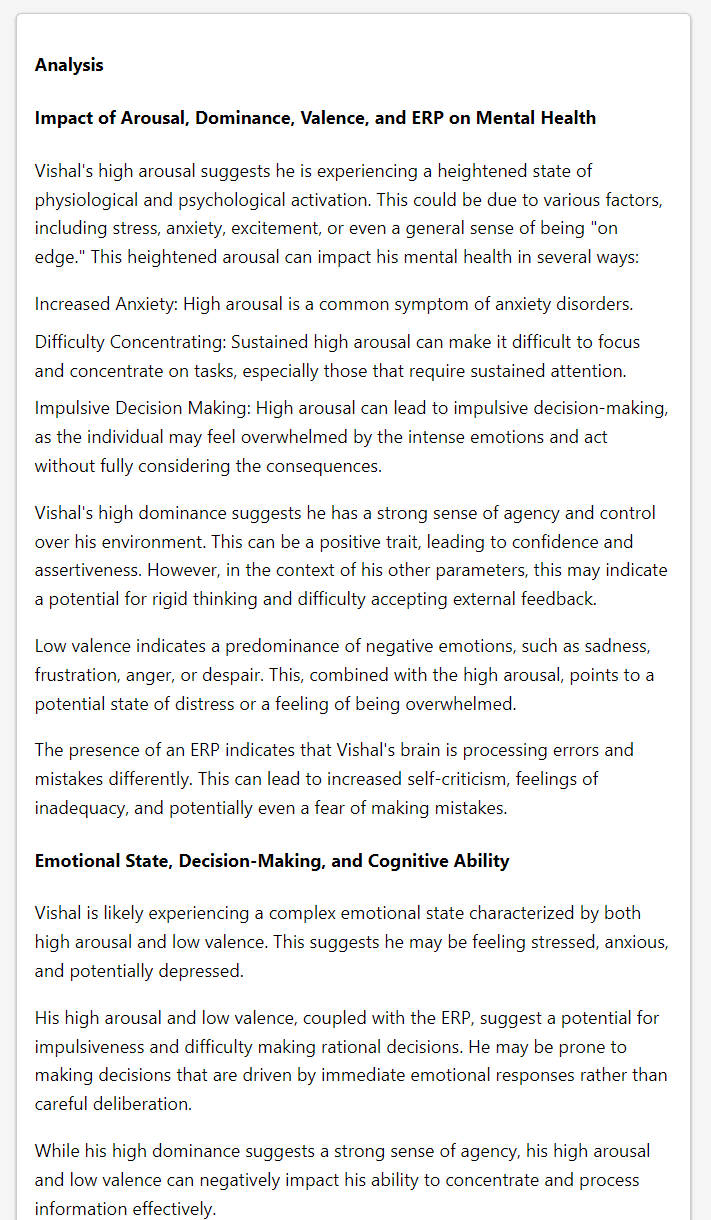 Analysis
Impact of Arousal, Dominance, Valence, and ERP on Mental Health
Vishal's high arousal suggests he is experiencing a heightened state of
physiological and psychological activation. This could be due to various factors,
including stress, anxiety, excitement, or even a general sense of being "on
edge." This heightened arousal can impact his mental health in several ways:
Increased Anxiety: High arousal is a common symptom of anxiety disorders.
Difficulty Concentrating: Sustained high arousal can make it difficult to focus
and concentrate on tasks, especially those that require sustained attention.
Impulsive Decision Making: High arousal can lead to impulsive decision-making,
as the individual may feel overwhelmed by the intense emotions and act
without fully considering the consequences.
Vishal's high dominance suggests he has a strong sense of agency and control
over his environment. This can be a positive trait, leading to confidence and
assertiveness. However, in the context of his other parameters, this may indicate
a potential for rigid thinking and difficulty accepting external feedback.
Low valence indicates a predominance of negative emotions, such as sadness,
frustration, anger, or despair. This, combined with the high arousal, points to a
potential state of distress or a feeling of being overwhelmed.
The presence of an ERP indicates that Vishal's brain is processing errors and
mistakes differently. This can lead to increased self-criticism, feelings of
inadequacy, and potentially even a fear of making mistakes.
Emotional State, Decision-Making, and Cognitive Ability
Vishal is likely experiencing a complex emotional state characterized by both
high arousal and low valence. This suggests he may be feeling stressed, anxious,
and potentially depressed.
His high arousal and low valence, coupled with the ERP, suggest a potential for
impulsiveness and difficulty making rational decisions. He may be prone to
making decisions that are driven by immediate emotional responses rather than
careful deliberation.
While his high dominance suggests a strong sense of agency, his high arousal
and low valence can negatively impact his ability to concentrate and process
information effectively.